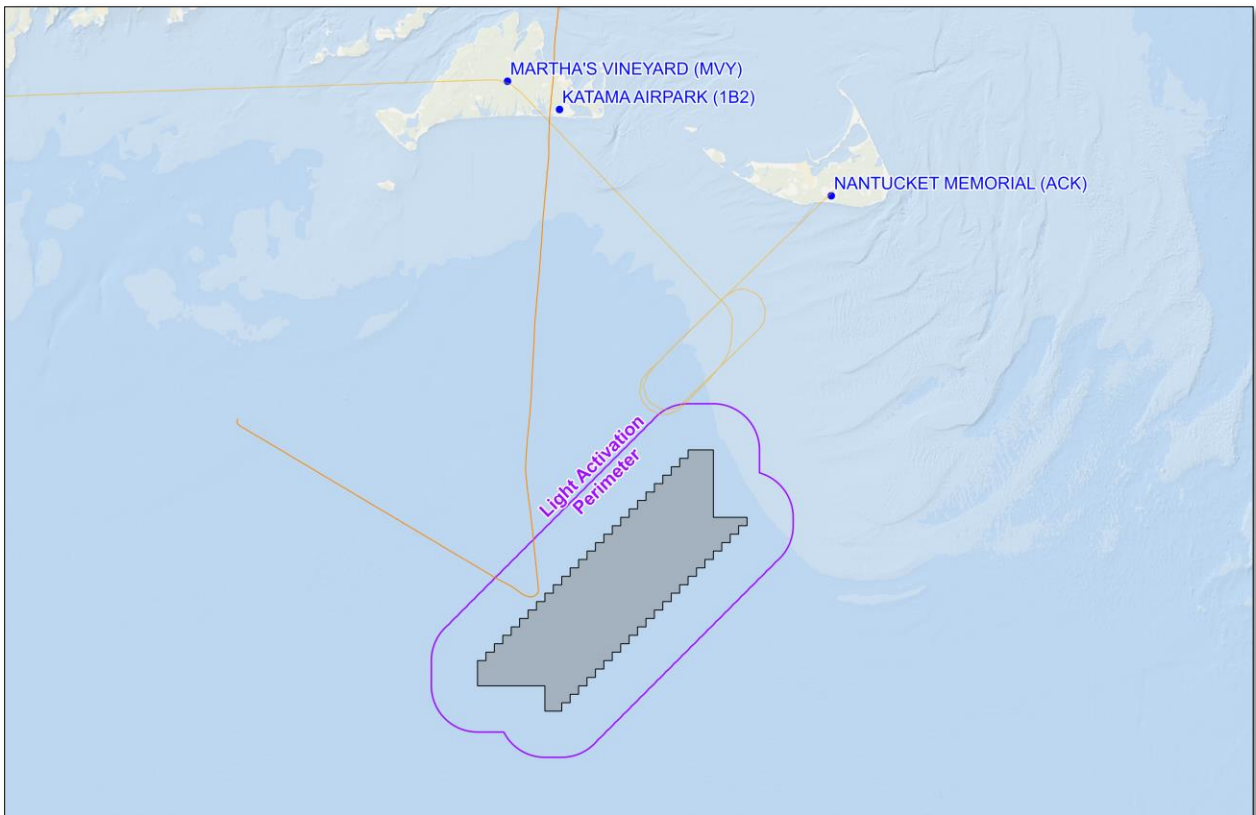 MARTHA'S VINEYARD (MVY)
KATAMA AIRPARK (1B2)
NANTUCKET MEMORIAL (ACK)
Light Activation
Perimeter